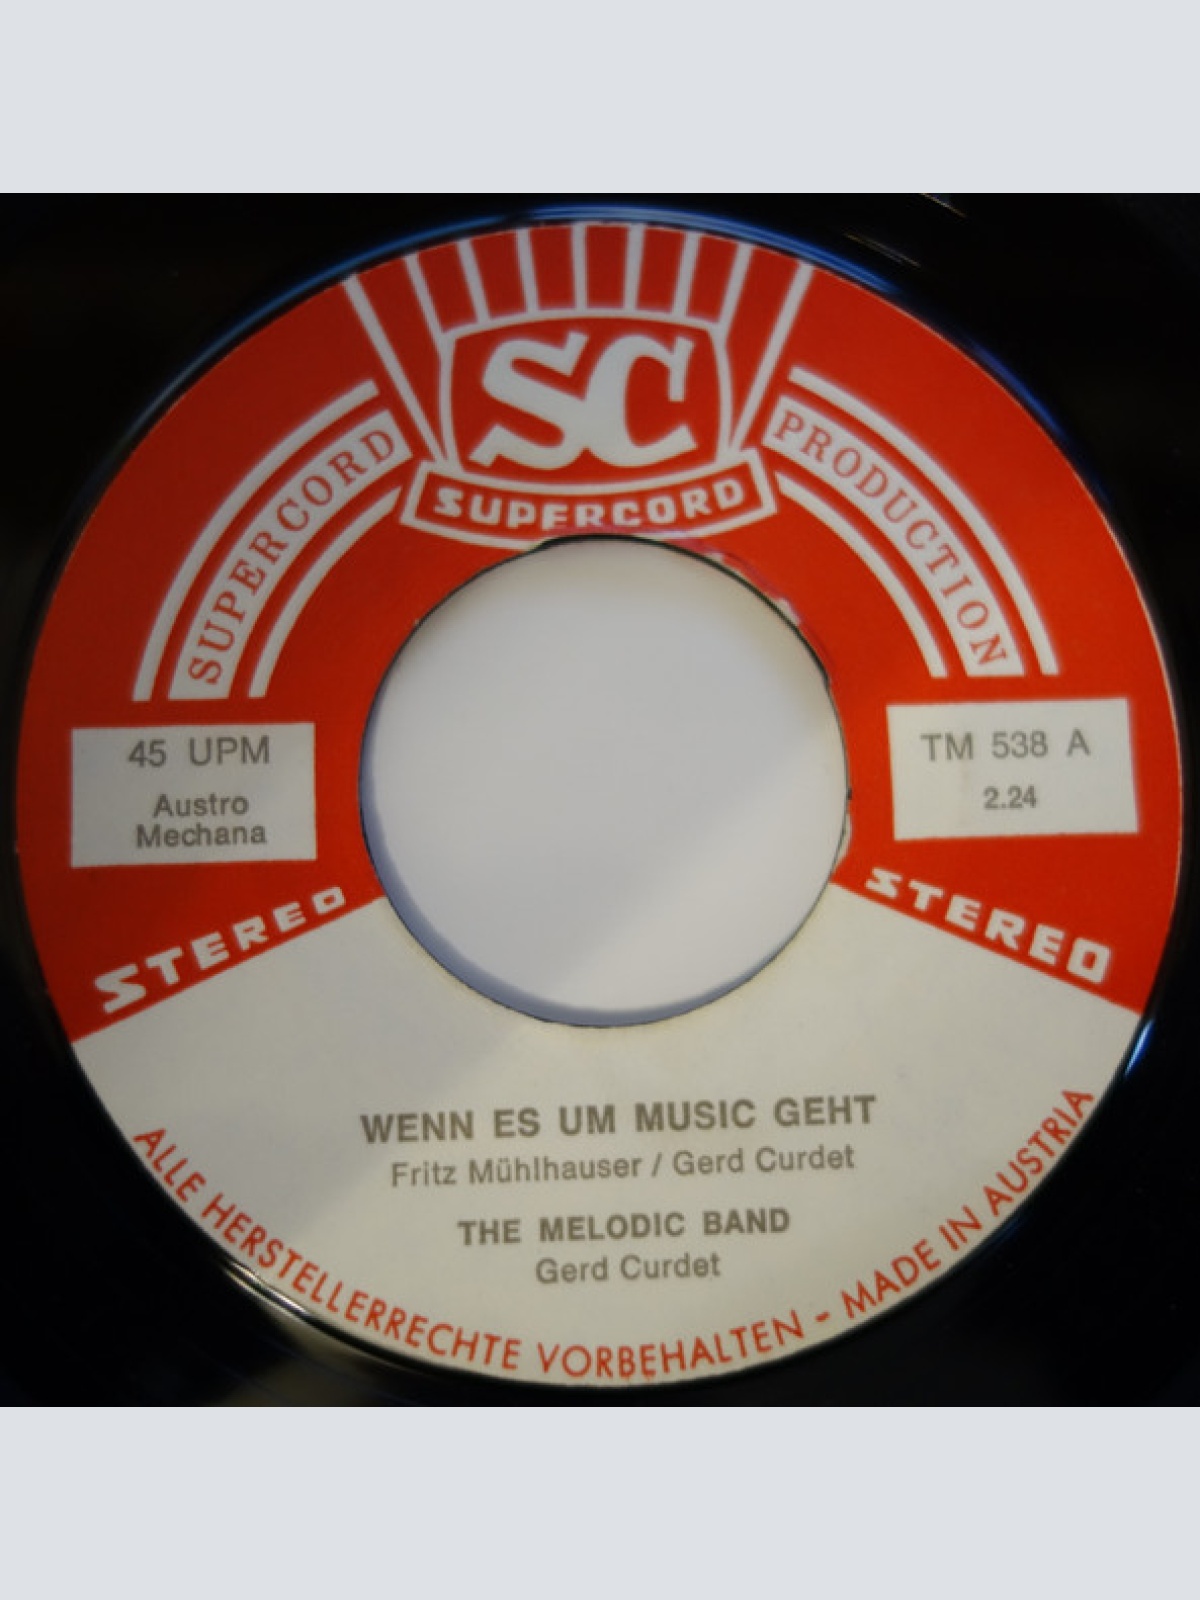 SC
SUPERCORD
SUPERCORD PRODUCTION
45 UPM
Austro
Mechana
TM 538 A
2.24
STEREO
STEREO
WENN ES UM MUSIC GEHT
Fritz Mühlhauser / Gerd Curdet
THE MELODIC BAND
Gerd Curdet
ALLE HERSTELLERRECHTE VORBEHALTEN - MADE IN AUSTRIA